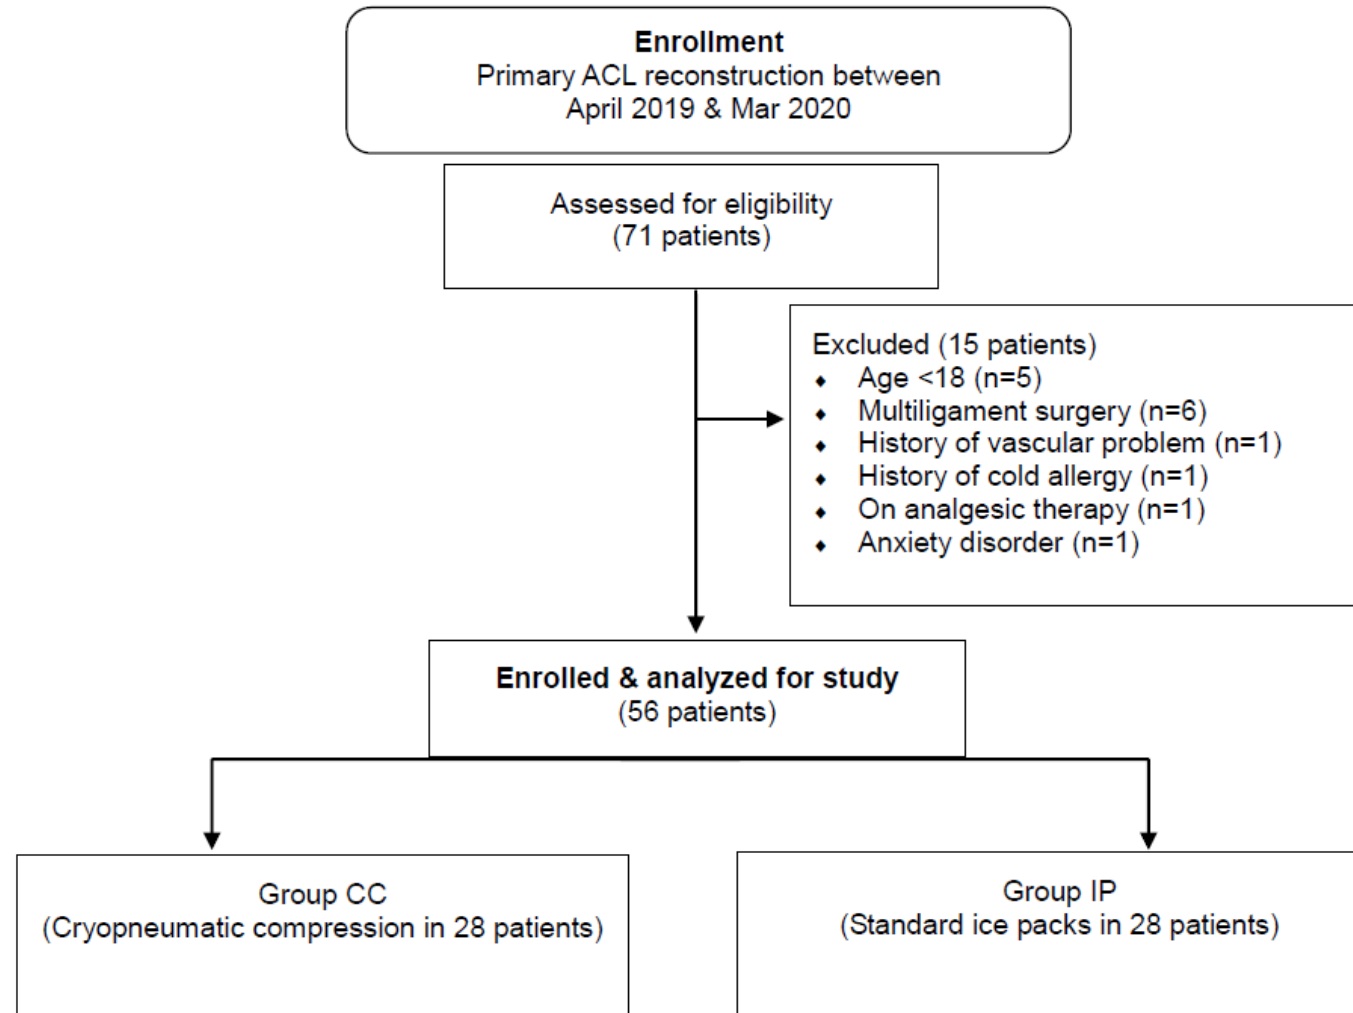 Enrollment
Primary ACL reconstruction between
April 2019 & Mar 2020
Assessed for eligibility
(71 patients)
Excluded (15 patients)
⬥ Age <18 (n=5)
⬥ Multiligament surgery (n=6)
⬥ History of vascular problem (n=1)
⬥ History of cold allergy (n=1)
⬥ On analgesic therapy (n=1)
⬥ Anxiety disorder (n=1)
Enrolled & analyzed for study
(56 patients)
Group CC
(Cryopneumatic compression in 28 patients)
Group IP
(Standard ice packs in 28 patients)